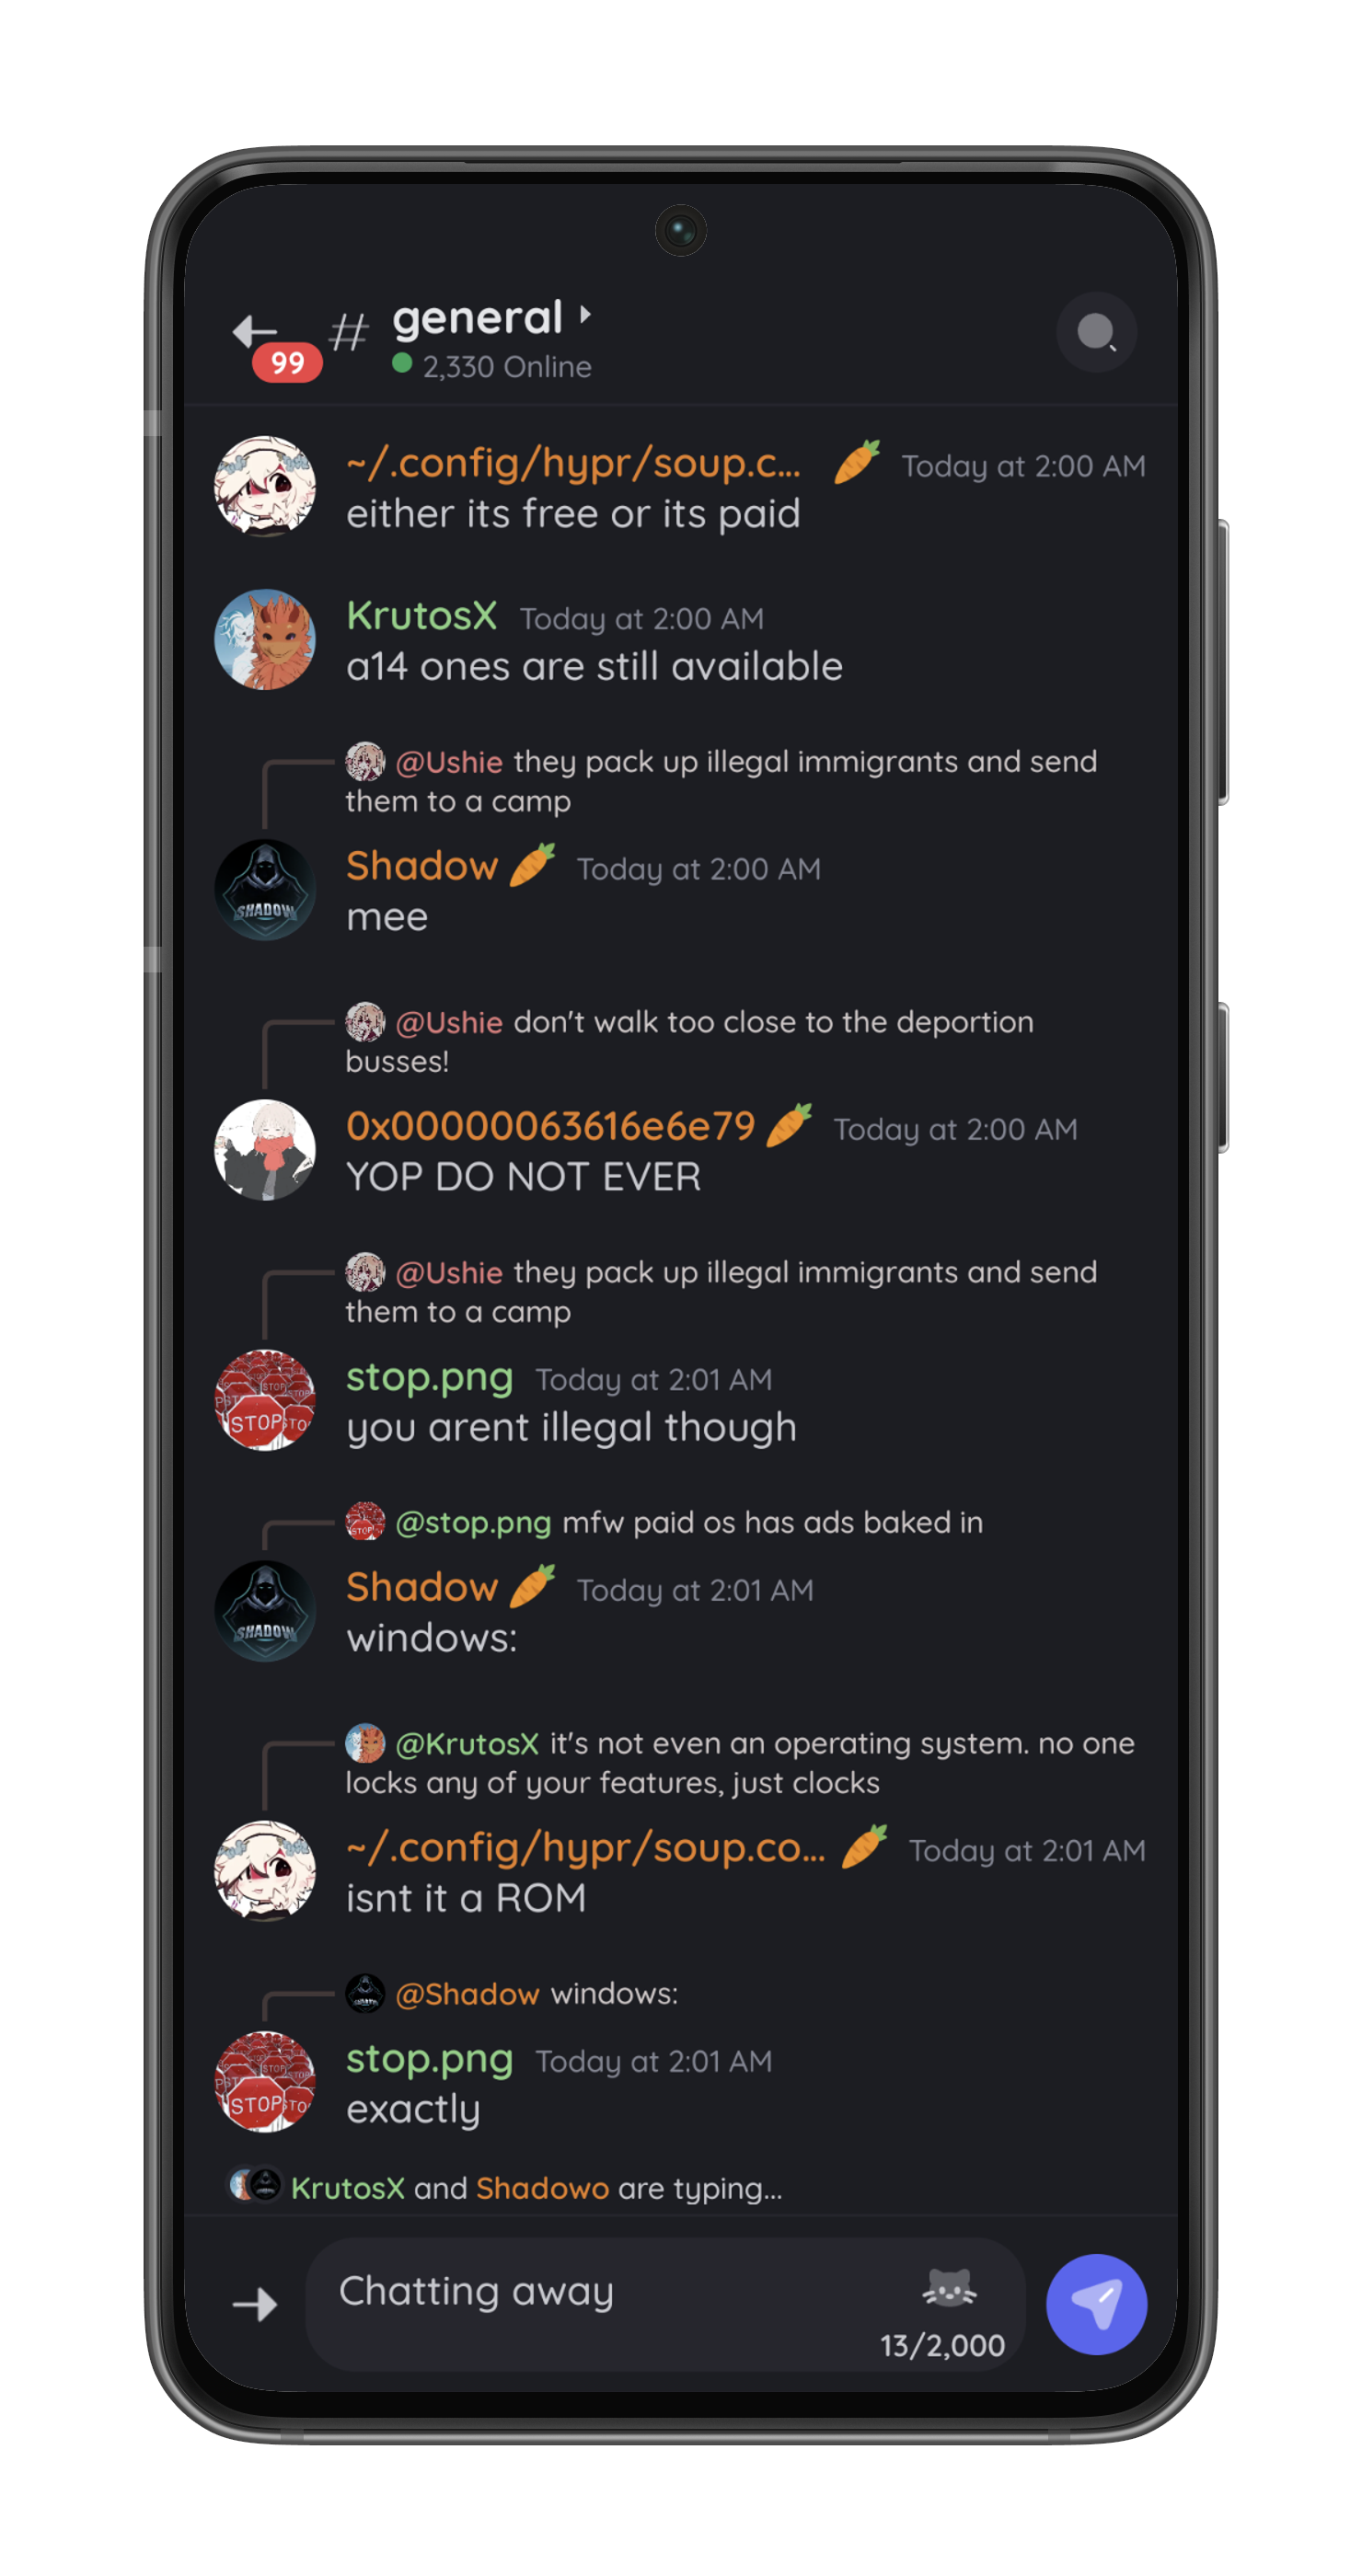 general
99
#
2,330 Online
~/.config/hypr/soup.c... Today at 2:00 AM
either its free or its paid
KrutosX Today at 2:00 AM
a14 ones are still available
@Ushie they pack up illegal immigrants and send
them to a camp
Shadow Today at 2:00 AM
SHADOW
mee
@Ushie don't walk too close to the deportion
busses!
0x00000063616e6e79 Today at 2:00 AM
YOP DO NOT EVER
@Ushie they pack up illegal immigrants and send
them to a camp
stop.png Today at 2:01 AM
STOP
you arent illegal though
@stop.png mfw paid os has ads baked in
Shadow Today at 2:01 AM
SHADOW
windows:
@KrutosX it's not even an operating system. no one
locks any of your features, just clocks
~/.config/hypr/soup.co... Today at 2:01 AM
isnt it a ROM
@Shadow windows:
stop.png Today at 2:01 AM
STOP
exactly
KrutosX and Shadowo are typing...
Chatting away
13/2,000